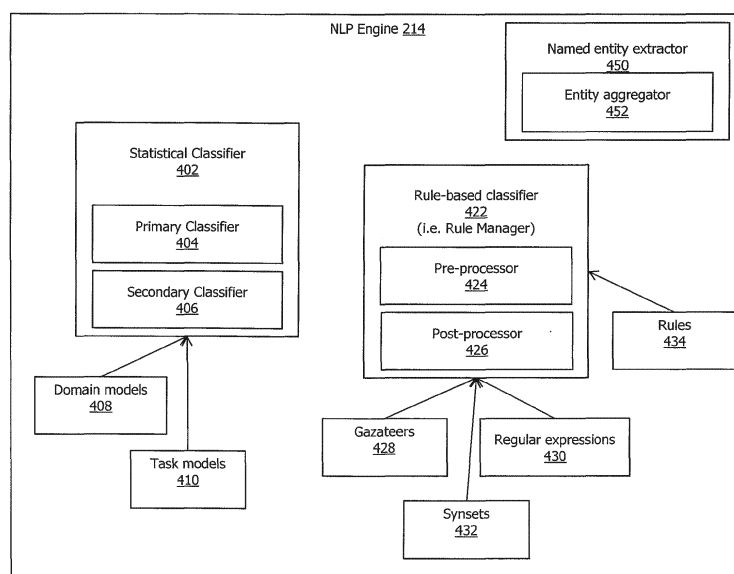 NLP Engine 214
Named entity extractor
450
Entity aggregator
452
Statistical Classifier
402
Primary Classifier
404
Secondary Classifier
406
Rule-based classifier
422
(i.e. Rule Manager)
Pre-processor
424
Post-processor
426
Rules
434
Domain models
408
Task models
410
Gazateers
428
Regular expressions
430
Synsets
432